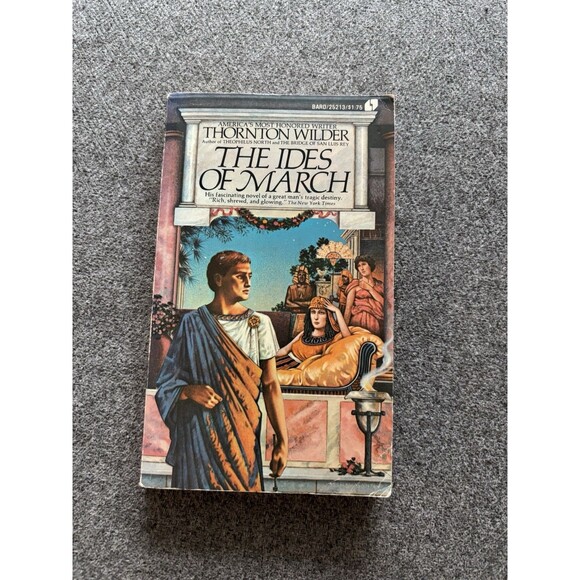 BARD/25213/$1.75
AMERICA'S MOST HONORED WRITER
THORNTON WILDER
Author of THEOPHILUS NORTH and THE BRIDGE OF SAN LUIS REY
THE IDES
OF MARCH
His fascinating novel of a great man's tragic destiny.
"Rich, shrewd, and glowing." The New York Times